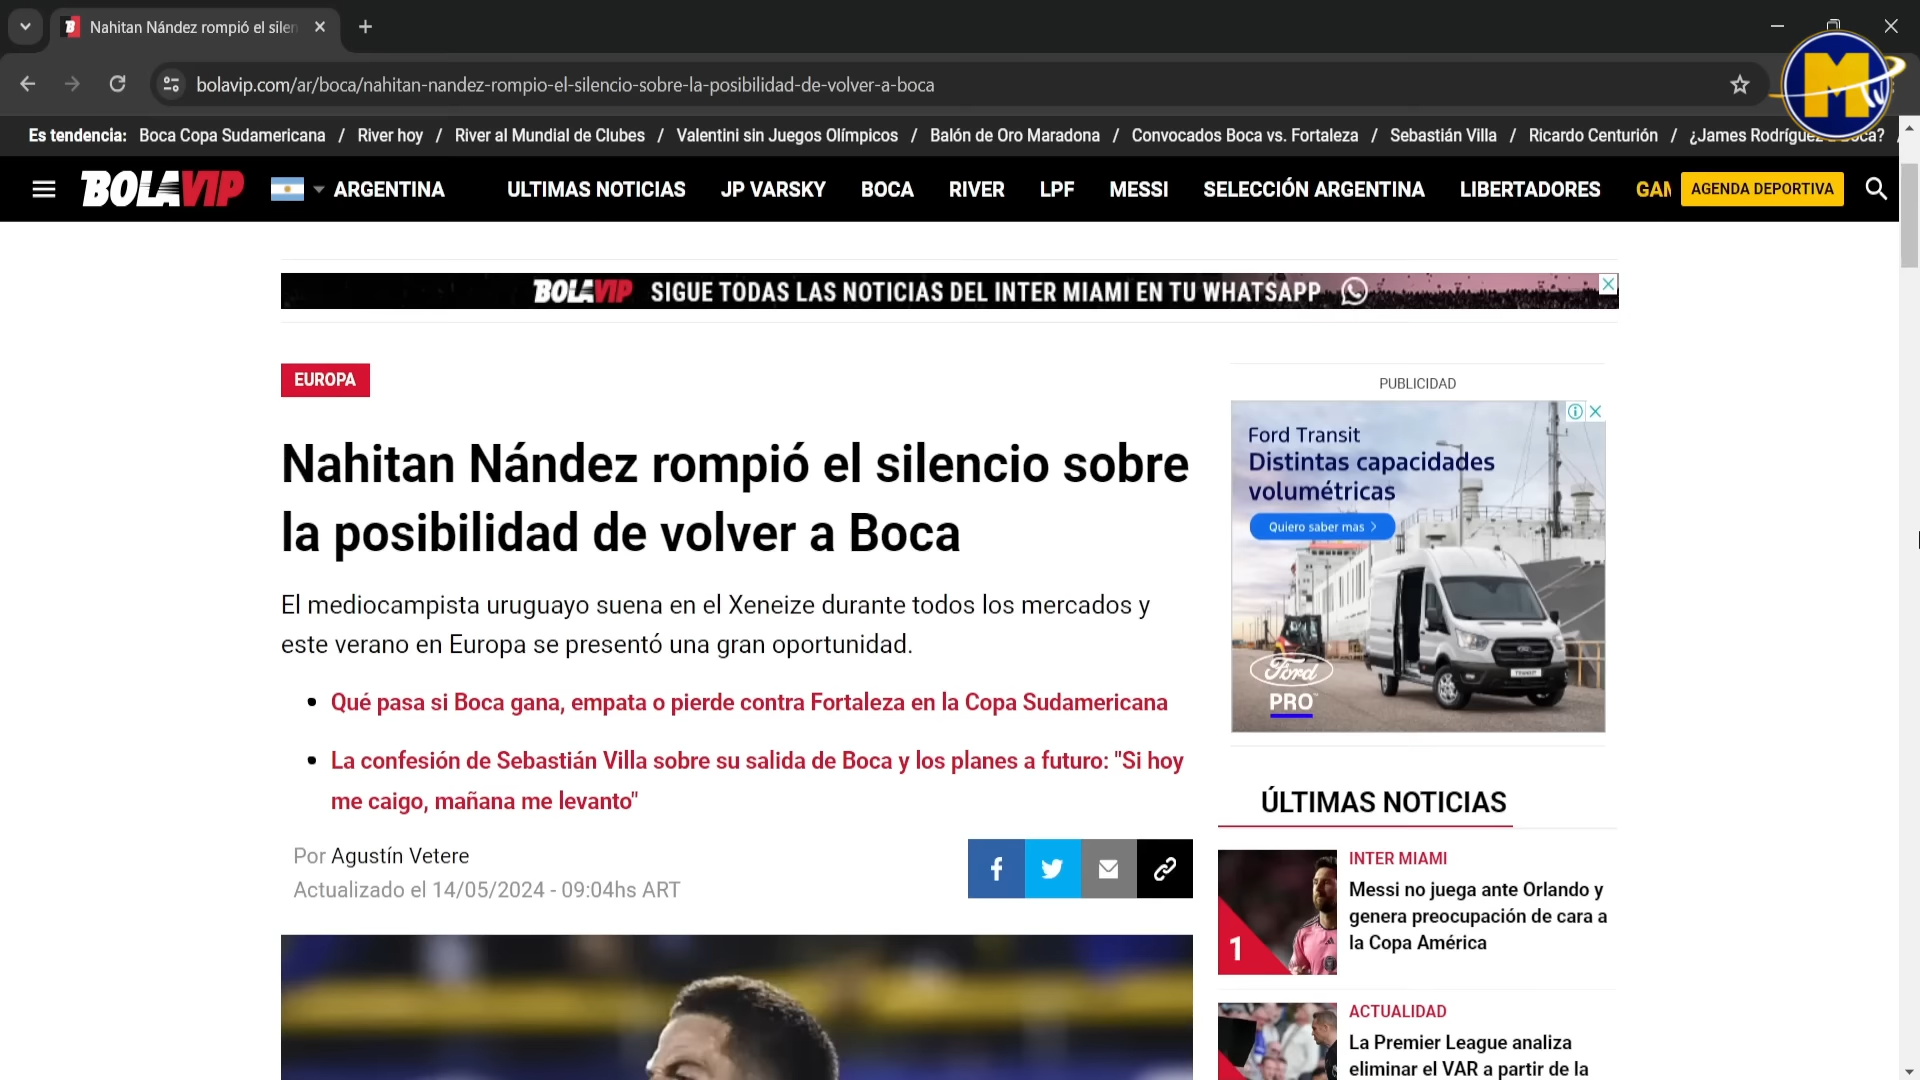 Nahitan Nández rompió el silen
bolavip.com/ar/boca/nahitan-nandez-rompio-el-silencio-sobre-la-posibilidad-de-volver-a-boca
M
Es tendencia: Boca Copa Sudamericana / River hoy / River al Mundial de Clubes / Valentini sin Juegos Olímpicos / Balón de Oro Maradona / Convocados Boca vs. Fortaleza / Sebastián Villa / Ricardo Centurión / ¿James Rodríguez a Boca? /
BOLAVIP ARGENTINA ULTIMAS NOTICIAS JP VARSKY BOCA RIVER LPF MESSI SELECCIÓN ARGENTINA LIBERTADORES GAM AGENDA DEPORTIVA
BOLAVIP SIGUE TODAS LAS NOTICIAS DEL INTER MIAMI EN TU WHATSAPP
EUROPA
Nahitan Nández rompió el silencio sobre
la posibilidad de volver a Boca
El mediocampista uruguayo suena en el Xeneize durante todos los mercados y
este verano en Europa se presentó una gran oportunidad.
Qué pasa si Boca gana, empata o pierde contra Fortaleza en la Copa Sudamericana
La confesión de Sebastián Villa sobre su salida de Boca y los planes a futuro: "Si hoy
me caigo, mañana me levanto"
Por Agustín Vetere
Actualizado el 14/05/2024 - 09:04hs ART
PUBLICIDAD
Ford Transit
Distintas capacidades
volumétricas
Quiero saber mas >
Ford
PRO™
ÚLTIMAS NOTICIAS
INTER MIAMI
Messi no juega ante Orlando y
genera preocupación de cara a
la Copa América
1
ACTUALIDAD
La Premier League analiza
eliminar el VAR a partir de la